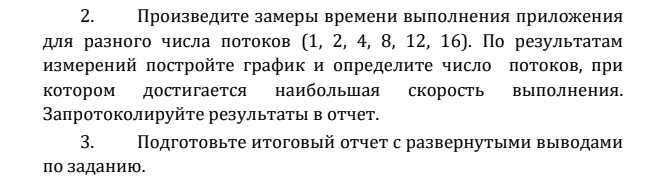 2. Произведите замеры времени выполнения приложения
для разного числа потоков (1, 2, 4, 8, 12, 16). По результатам
измерений постройте график и определите число потоков, при
котором достигается наибольшая скорость выполнения.
Запротоколируйте результаты в отчет.
3. Подготовьте итоговый отчет с развернутыми выводами
по заданию.